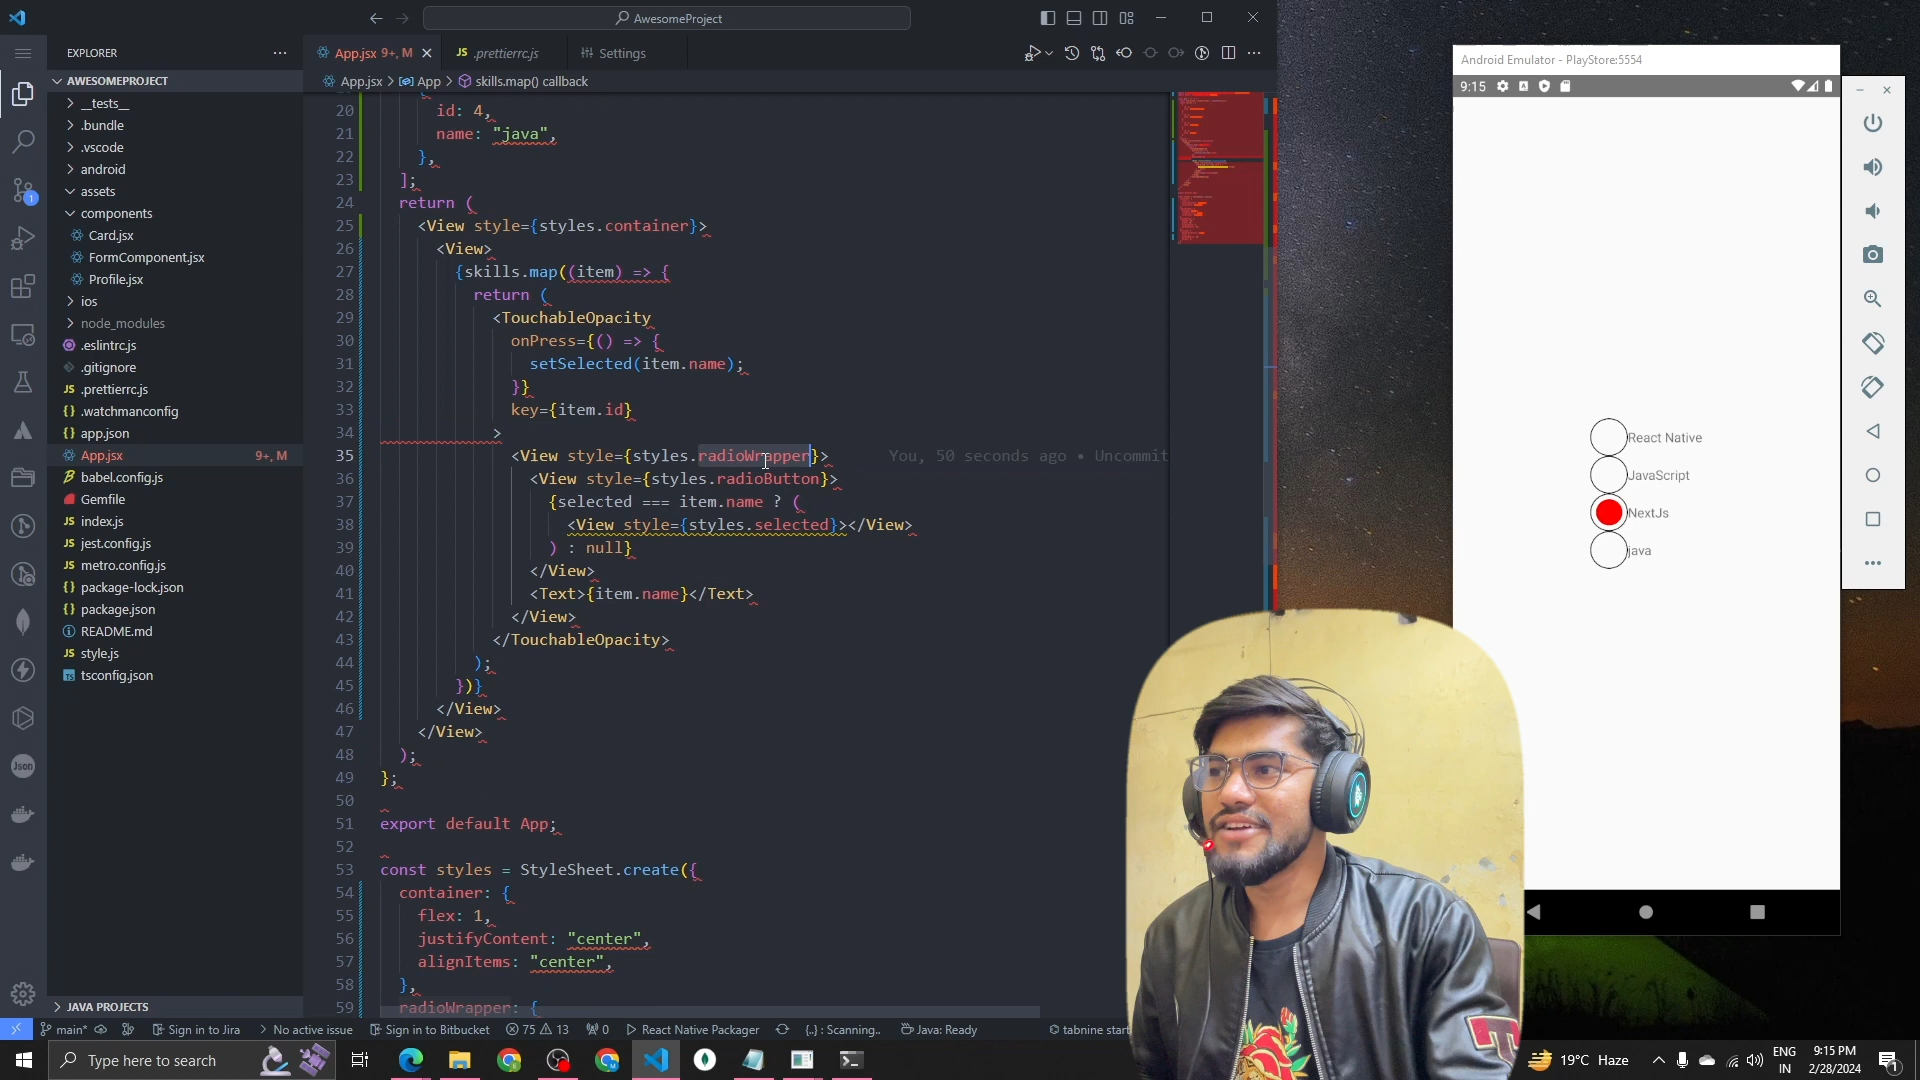 AwesomeProject
EXPLORER
App.jsx 9+, M
JS .prettierrc.js
Settings
AWESOMEPROJECT
App.jsx > App > skills.map() callback
__tests__
.bundle
.vscode
android
assets
components
Card.jsx
FormComponent.jsx
Profile.jsx
ios
node_modules
.eslintrc.js
.gitignore
JS .prettierrc.js
{} .watchmanconfig
{} app.json
App.jsx 9+, M
JS babel.config.js
Gemfile
JS index.js
JS jest.config.js
JS metro.config.js
{} package-lock.json
{} package.json
README.md
JS style.js
TS tsconfig.json
JAVA PROJECTS
1
Json
20 id: 4,
21 name: "java",
22 },
23 ];
24 return (
25 <View style={styles.container}>
26 <View>
27 {skills.map((item) => {
28 return (
29 <TouchableOpacity
30 onPress={() => {
31 setSelected(item.name);
32 }}
33 key={item.id}
34 >
35 <View style={styles.radioWrapper}> You, 50 seconds ago • Uncommit
36 <View style={styles.radioButton}>
37 {selected === item.name ? (
38 <View style={styles.selected}></View>
39 ) : null}
40 </View>
41 <Text>{item.name}</Text>
42 </View>
43 </TouchableOpacity>
44 );
45 })}
46 </View>
47 </View>
48 );
49 };
50
51 export default App;
52
53 const styles = StyleSheet.create({
54 container: {
55 flex: 1,
56 justifyContent: "center",
57 alignItems: "center",
58 },
59 radioWrapper: {
Android Emulator - PlayStore:5554
9:15
React Native
JavaScript
NextJs
java
main*
Sign in to Jira
No active issue
Sign in to Bitbucket
75 13
0
React Native Packager
{..} : Scanning..
Java: Ready
tabnine start
Type here to search
19°C Haze
ENG
IN
9:15 PM
2/28/2024
1